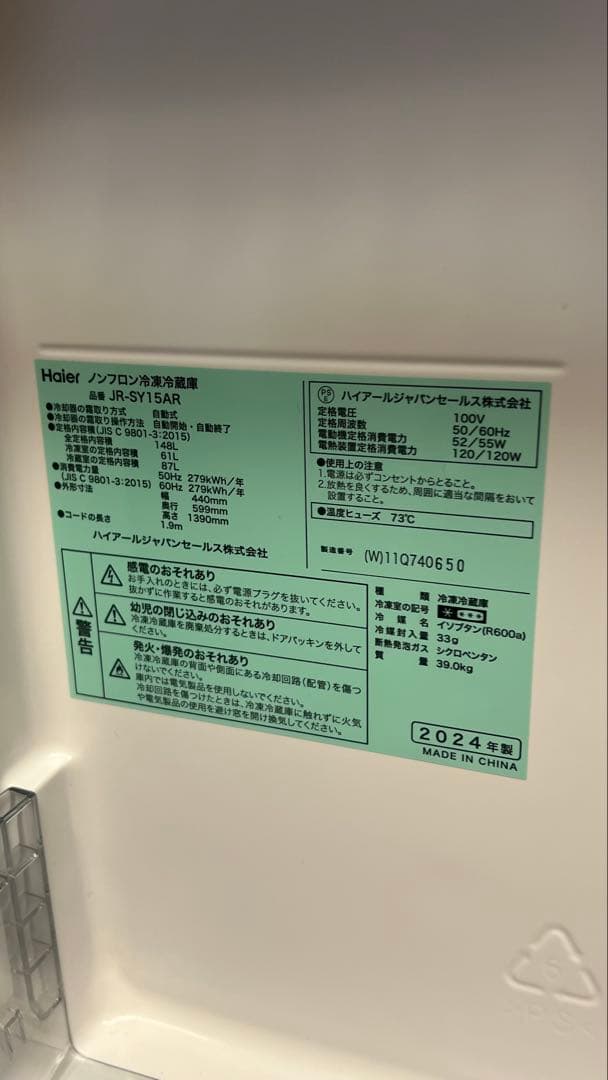 Haier ノンフロン冷凍冷蔵庫
品番 JR-SY15AR
●冷却器の霜取り方式 自動式
●冷却器の霜取り操作方法 自動開始・自動終了
●定格内容積(JIS C 9801-3:2015)
全定格内容積 148L
冷凍室の定格内容積 61L
冷蔵室の定格内容積 87L
●消費電力量 50Hz 279kWh/年
(JIS C 9801-3:2015) 60Hz 279kWh/年
●外形寸法 幅 440mm
奥行 599mm
高さ 1390mm
●コードの長さ 1.9m
ハイアールジャパンセールス株式会社
PS
E
ハイアールジャパンセールス株式会社
定格電圧 100V
定格周波数 50/60Hz
電動機定格消費電力 52/55W
電熱装置定格消費電力 120/120W
●使用上の注意
1.電源は必ずコンセントからとること。
2.放熱を良くするため、周囲に適当な間隔をおいて
設置すること。
●温度ヒューズ 73℃
製造番号 (W)11Q740650
警告
感電のおそれあり
お手入れのときには、必ず電源プラグを抜いてください。
抜かずに作業すると感電のおそれがあります。
幼児の閉じ込みのおそれあり
冷凍冷蔵庫を廃棄処分するときは、ドアパッキンを外して
ください。
発火・爆発のおそれあり
冷凍冷蔵庫の背面や側面にある冷却回路(配管)を傷つ
けないでください。
庫内では電気製品を使用しないでください。
冷却回路を傷つけたときは、冷凍冷蔵庫に触れずに火気
や電気製品の使用を避け窓を開け換気してください。
種類 冷凍冷蔵庫
冷凍室の記号
冷媒名 イソブタン(R600a)
冷媒封入量 33g
断熱発泡ガス シクロペンタン
質量 39.0kg
2024年製
MADE IN CHINA
6